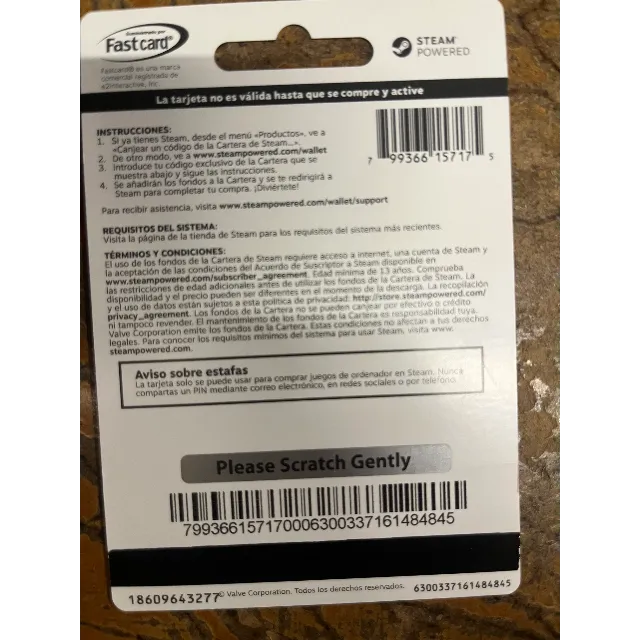 Comercializado por
Fastcard®
Fastcard® es una marca
comercial registrada de
e2interactive, Inc.
STEAM™
POWERED
La tarjeta no es válida hasta que se compre y active
INSTRUCCIONES:
1. Si ya tienes Steam, desde el menú «Productos», ve a
«Canjear un código de la Cartera de Steam...».
2. De otro modo, ve a www.steampowered.com/wallet
3. Introduce tu código exclusivo de la Cartera que se
muestra abajo y sigue las instrucciones.
4. Se añadirán los fondos a la Cartera y se te redirigirá a
Steam para completar tu compra. ¡Diviértete!
7 99366 15717 5
Para recibir asistencia, visita www.steampowered.com/wallet/support
REQUISITOS DEL SISTEMA:
Visita la página de la tienda de Steam para los requisitos del sistema más recientes.
TÉRMINOS Y CONDICIONES:
El uso de los fondos de la Cartera de Steam requiere acceso a internet, una cuenta de Steam y
la aceptación de las condiciones del Acuerdo de Suscriptor a Steam disponible en
www.steampowered.com/subscriber_agreement. Edad mínima de 13 años. Comprueba
las restricciones de edad adicionales antes de utilizar los fondos de la Cartera de Steam. La
disponibilidad y el precio pueden ser diferentes en el momento de la descarga. La recopilación
y el uso de datos están sujetos a esta política de privacidad: http://store.steampowered.com/
privacy_agreement. Los fondos de la Cartera no se pueden canjear por efectivo o crédito
ni tampoco revender. El mantenimiento de los fondos de la Cartera es responsabilidad tuya.
Valve Corporation emite los fondos de la Cartera. Estas condiciones no afectan a tus derechos
legales. Para conocer los requisitos mínimos del sistema para usar Steam, visita www.
steampowered.com.
Aviso sobre estafas
La tarjeta solo se puede usar para comprar juegos de ordenador en Steam. Nunca
compartas un PIN mediante correo electrónico, en redes sociales o por teléfono.
Please Scratch Gently
799366157170006300337161484845
18609643277 © Valve Corporation. Todos los derechos reservados. 6300337161484845